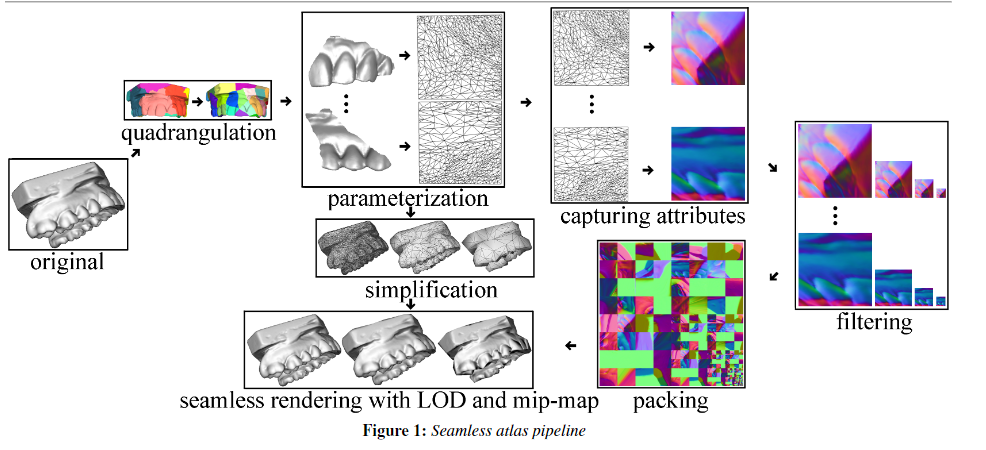 original
quadrangulation
parameterization
capturing attributes
filtering
simplification
packing
seamless rendering with LOD and mip-map
Figure 1: Seamless atlas pipeline